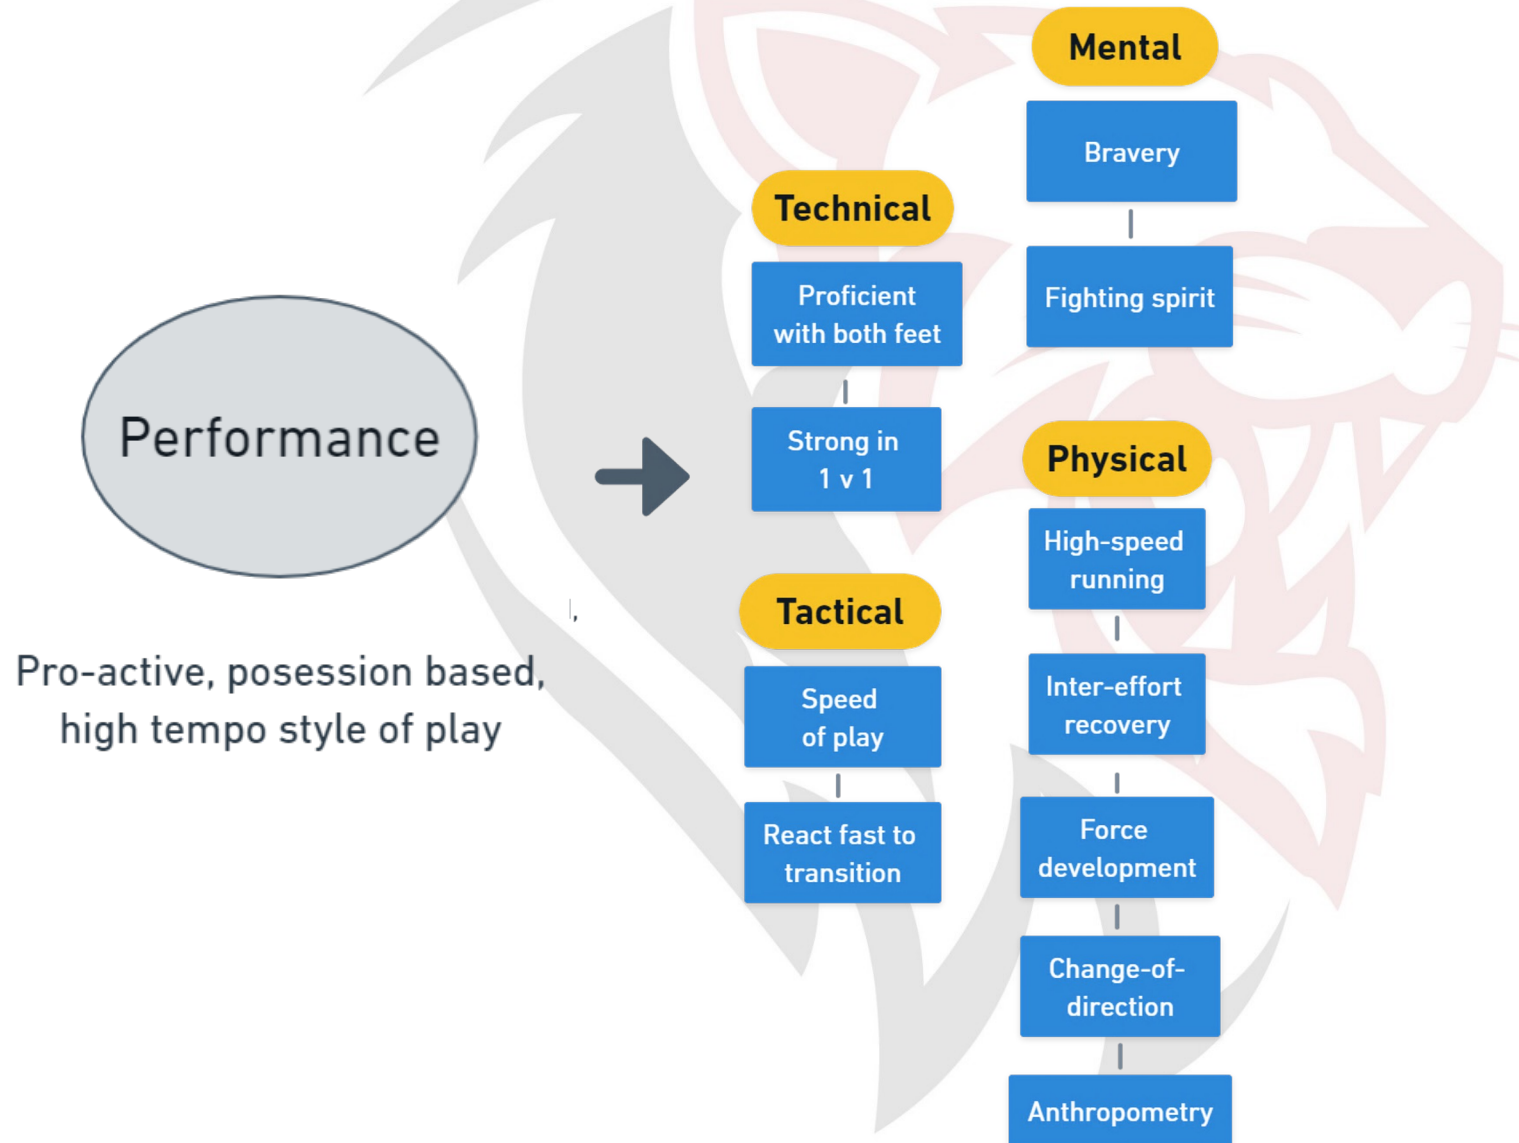 Performance
Pro-active, posession based,
high tempo style of play
,
Technical
Proficient
with both feet
Strong in
1 v 1
Tactical
Speed
of play
React fast to
transition
Mental
Bravery
Fighting spirit
Physical
High-speed
running
Inter-effort
recovery
Force
development
Change-of-
direction
Anthropometry